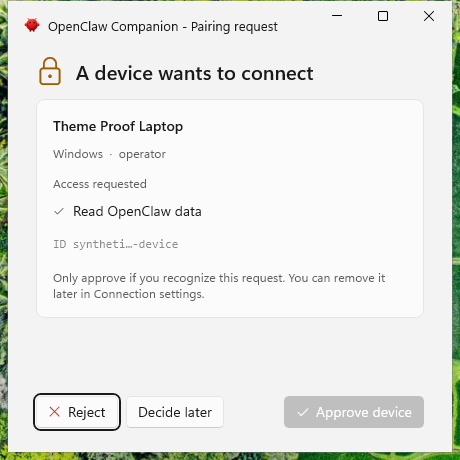 OpenClaw Companion - Pairing request
A device wants to connect
Theme Proof Laptop
Windows · operator
Access requested
Read OpenClaw data
ID syntheti…-device
Only approve if you recognize this request. You can remove it
later in Connection settings.
Reject
Decide later
Approve device